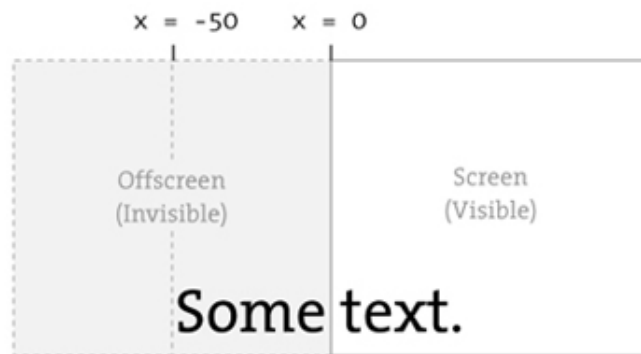 x = -50 x = 0
Offscreen
(Invisible)
Screen
(Visible)
Some text.